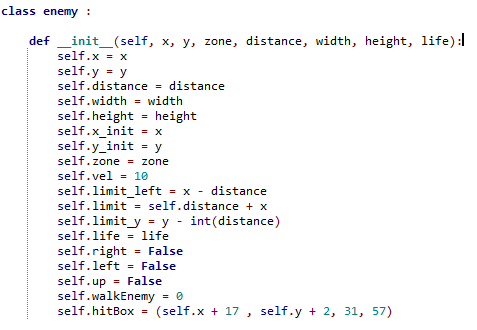 class enemy :
def __init__(self, x, y, zone, distance, width, height, life):
self.x = x
self.y = y
self.distance = distance
self.width = width
self.height = height
self.x_init = x
self.y_init = y
self.zone = zone
self.vel = 10
self.limit_left = x - distance
self.limit = self.distance + x
self.limit_y = y - int(distance)
self.life = life
self.right = False
self.left = False
self.up = False
self.walkEnemy = 0
self.hitBox = (self.x + 17 , self.y + 2, 31, 57)